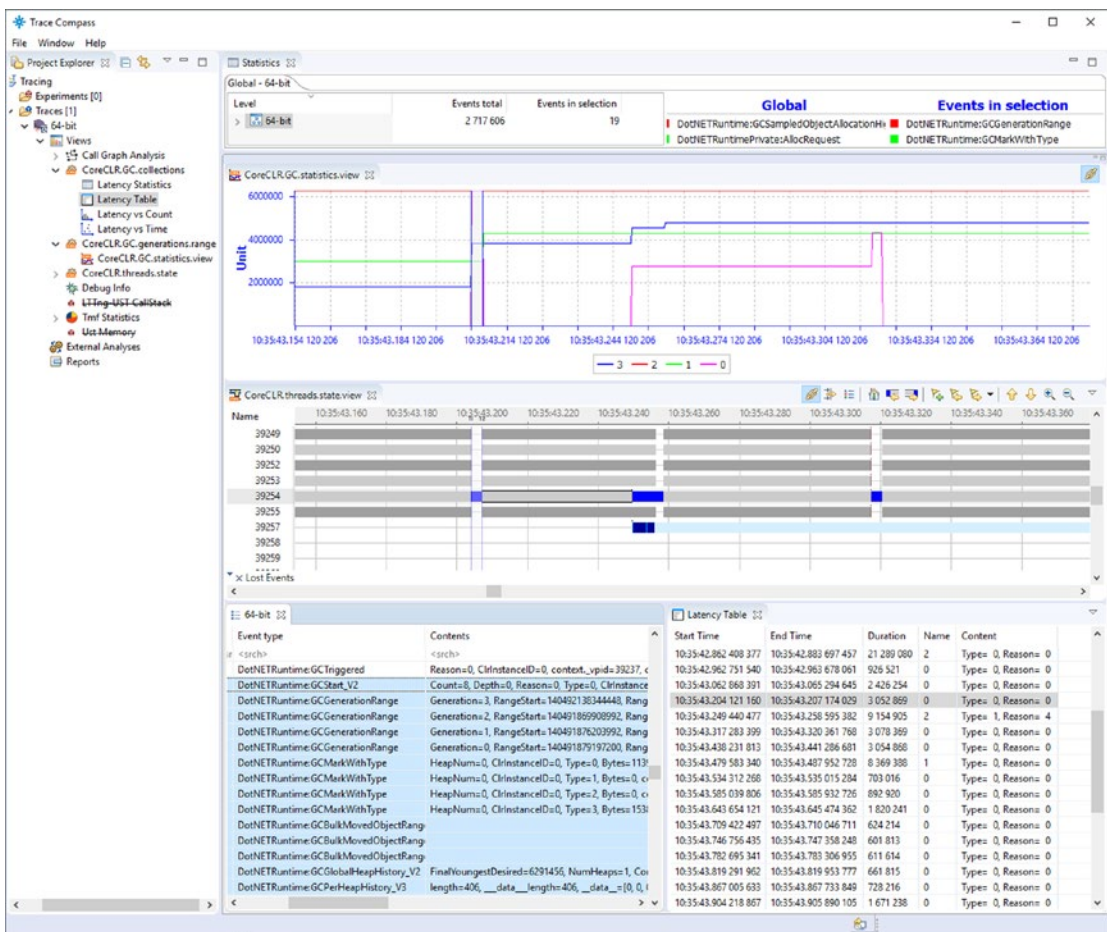 Trace Compass
File Window Help
Project Explorer
Tracing
Experiments [0]
Traces [1]
64-bit
Views
Call Graph Analysis
CoreCLR.GC.collections
Latency Statistics
Latency Table
Latency vs Count
Latency vs Time
CoreCLR.GC.generations.range
CoreCLR.GC.statistics.view
CoreCLR.threads.state
Debug Info
LTTng-UST CallStack
Tmf Statistics
Ust Memory
External Analyses
Reports
Statistics
Global - 64-bit
Level Events total Events in selection
64-bit 2 717 606 19
Global Events in selection
DotNETRuntime:GCSampledObjectAllocationHi DotNETRuntime:GCGenerationRange
DotNETRuntimePrivate:AllocRequest DotNETRuntime:GCMarkWithType
CoreCLR.GC.statistics.view
6000000
4000000
2000000
Unit
10:35:43.154 120 206 10:35:43.184 120 206 10:35:43.214 120 206 10:35:43.244 120 206 10:35:43.274 120 206 10:35:43.304 120 206 10:35:43.334 120 206 10:35:43.364 120 206
3 2 1 0
CoreCLR.threads.state.view
Name 10:35:43.160 10:35:43.180 10:35:43.200 10:35:43.220 10:35:43.240 10:35:43.260 10:35:43.280 10:35:43.300 10:35:43.320 10:35:43.340 10:35:43.360
39249
39250
39252
39253
39254
39255
39257
39258
39259
Lost Events
64-bit
Event type Contents
<srch> <srch>
DotNETRuntime:GCTriggered Reason=0, ClrInstanceID=0, context._vpid=39237, c
DotNETRuntime:GCStart_V2 Count=8, Depth=0, Reason=0, Type=0, ClrInstance
DotNETRuntime:GCGenerationRange Generation=3, RangeStart=140492138344448, Rang
DotNETRuntime:GCGenerationRange Generation=2, RangeStart=140491869908992, Rang
DotNETRuntime:GCGenerationRange Generation=1, RangeStart=140491876203992, Rang
DotNETRuntime:GCGenerationRange Generation=0, RangeStart=140491879197200, Rang
DotNETRuntime:GCMarkWithType HeapNum=0, ClrInstanceID=0, Type=0, Bytes=113
DotNETRuntime:GCMarkWithType HeapNum=0, ClrInstanceID=0, Type=1, Bytes=0, c
DotNETRuntime:GCMarkWithType HeapNum=0, ClrInstanceID=0, Type=2, Bytes=0, c
DotNETRuntime:GCMarkWithType HeapNum=0, ClrInstanceID=0, Type=3, Bytes=153
DotNETRuntime:GCBulkMovedObjectRang
DotNETRuntime:GCBulkMovedObjectRang
DotNETRuntime:GCBulkMovedObjectRang
DotNETRuntime:GCGlobalHeapHistory_V2 FinalYoungestDesired=6291456, NumHeaps=1, Co
DotNETRuntime:GCPerHeapHistory_V3 length=406, __data__length=406, __data__=[0, 0,
Latency Table
Start Time End Time Duration Name Content
10:35:42.862 408 377 10:35:42.883 697 457 21 289 080 2 Type= 0, Reason= 0
10:35:42.962 751 540 10:35:42.963 678 061 926 521 0 Type= 0, Reason= 0
10:35:43.062 868 391 10:35:43.065 294 645 2 426 254 0 Type= 0, Reason= 0
10:35:43.204 121 160 10:35:43.207 174 029 3 052 869 0 Type= 0, Reason= 0
10:35:43.249 440 477 10:35:43.258 595 382 9 154 905 2 Type= 1, Reason= 4
10:35:43.317 283 399 10:35:43.320 361 768 3 078 369 0 Type= 0, Reason= 0
10:35:43.438 231 813 10:35:43.441 286 681 3 054 868 0 Type= 0, Reason= 0
10:35:43.479 583 340 10:35:43.487 952 728 8 369 388 1 Type= 0, Reason= 0
10:35:43.534 312 268 10:35:43.535 015 284 703 016 0 Type= 0, Reason= 0
10:35:43.585 039 806 10:35:43.585 932 726 892 920 0 Type= 0, Reason= 0
10:35:43.643 654 121 10:35:43.645 474 362 1 820 241 0 Type= 0, Reason= 0
10:35:43.709 422 497 10:35:43.710 046 711 624 214 0 Type= 0, Reason= 0
10:35:43.746 756 435 10:35:43.747 358 248 601 813 0 Type= 0, Reason= 0
10:35:43.782 695 341 10:35:43.783 306 955 611 614 0 Type= 0, Reason= 0
10:35:43.819 291 962 10:35:43.819 953 777 661 815 0 Type= 0, Reason= 0
10:35:43.867 005 633 10:35:43.867 733 849 728 216 0 Type= 0, Reason= 0
10:35:43.904 218 867 10:35:43.905 890 105 1 671 238 0 Type= 0, Reason= 0